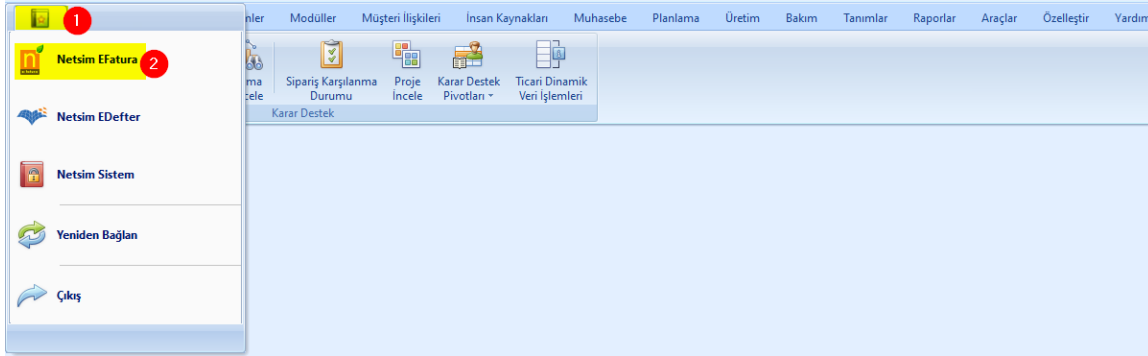 1
Modüller Müşteri İlişkileri İnsan Kaynakları Muhasebe Planlama Üretim Bakım Tanımlar Raporlar Araçlar Özelleştir
Netsim EFatura 2
Netsim EDefter
Netsim Sistem
Yeniden Bağlan
Çıkış
Sipariş Karşılanma
Durumu
Proje
İncele
Karar Destek
Pivotları
Ticari Dinamik
Veri İşlemleri
Karar Destek